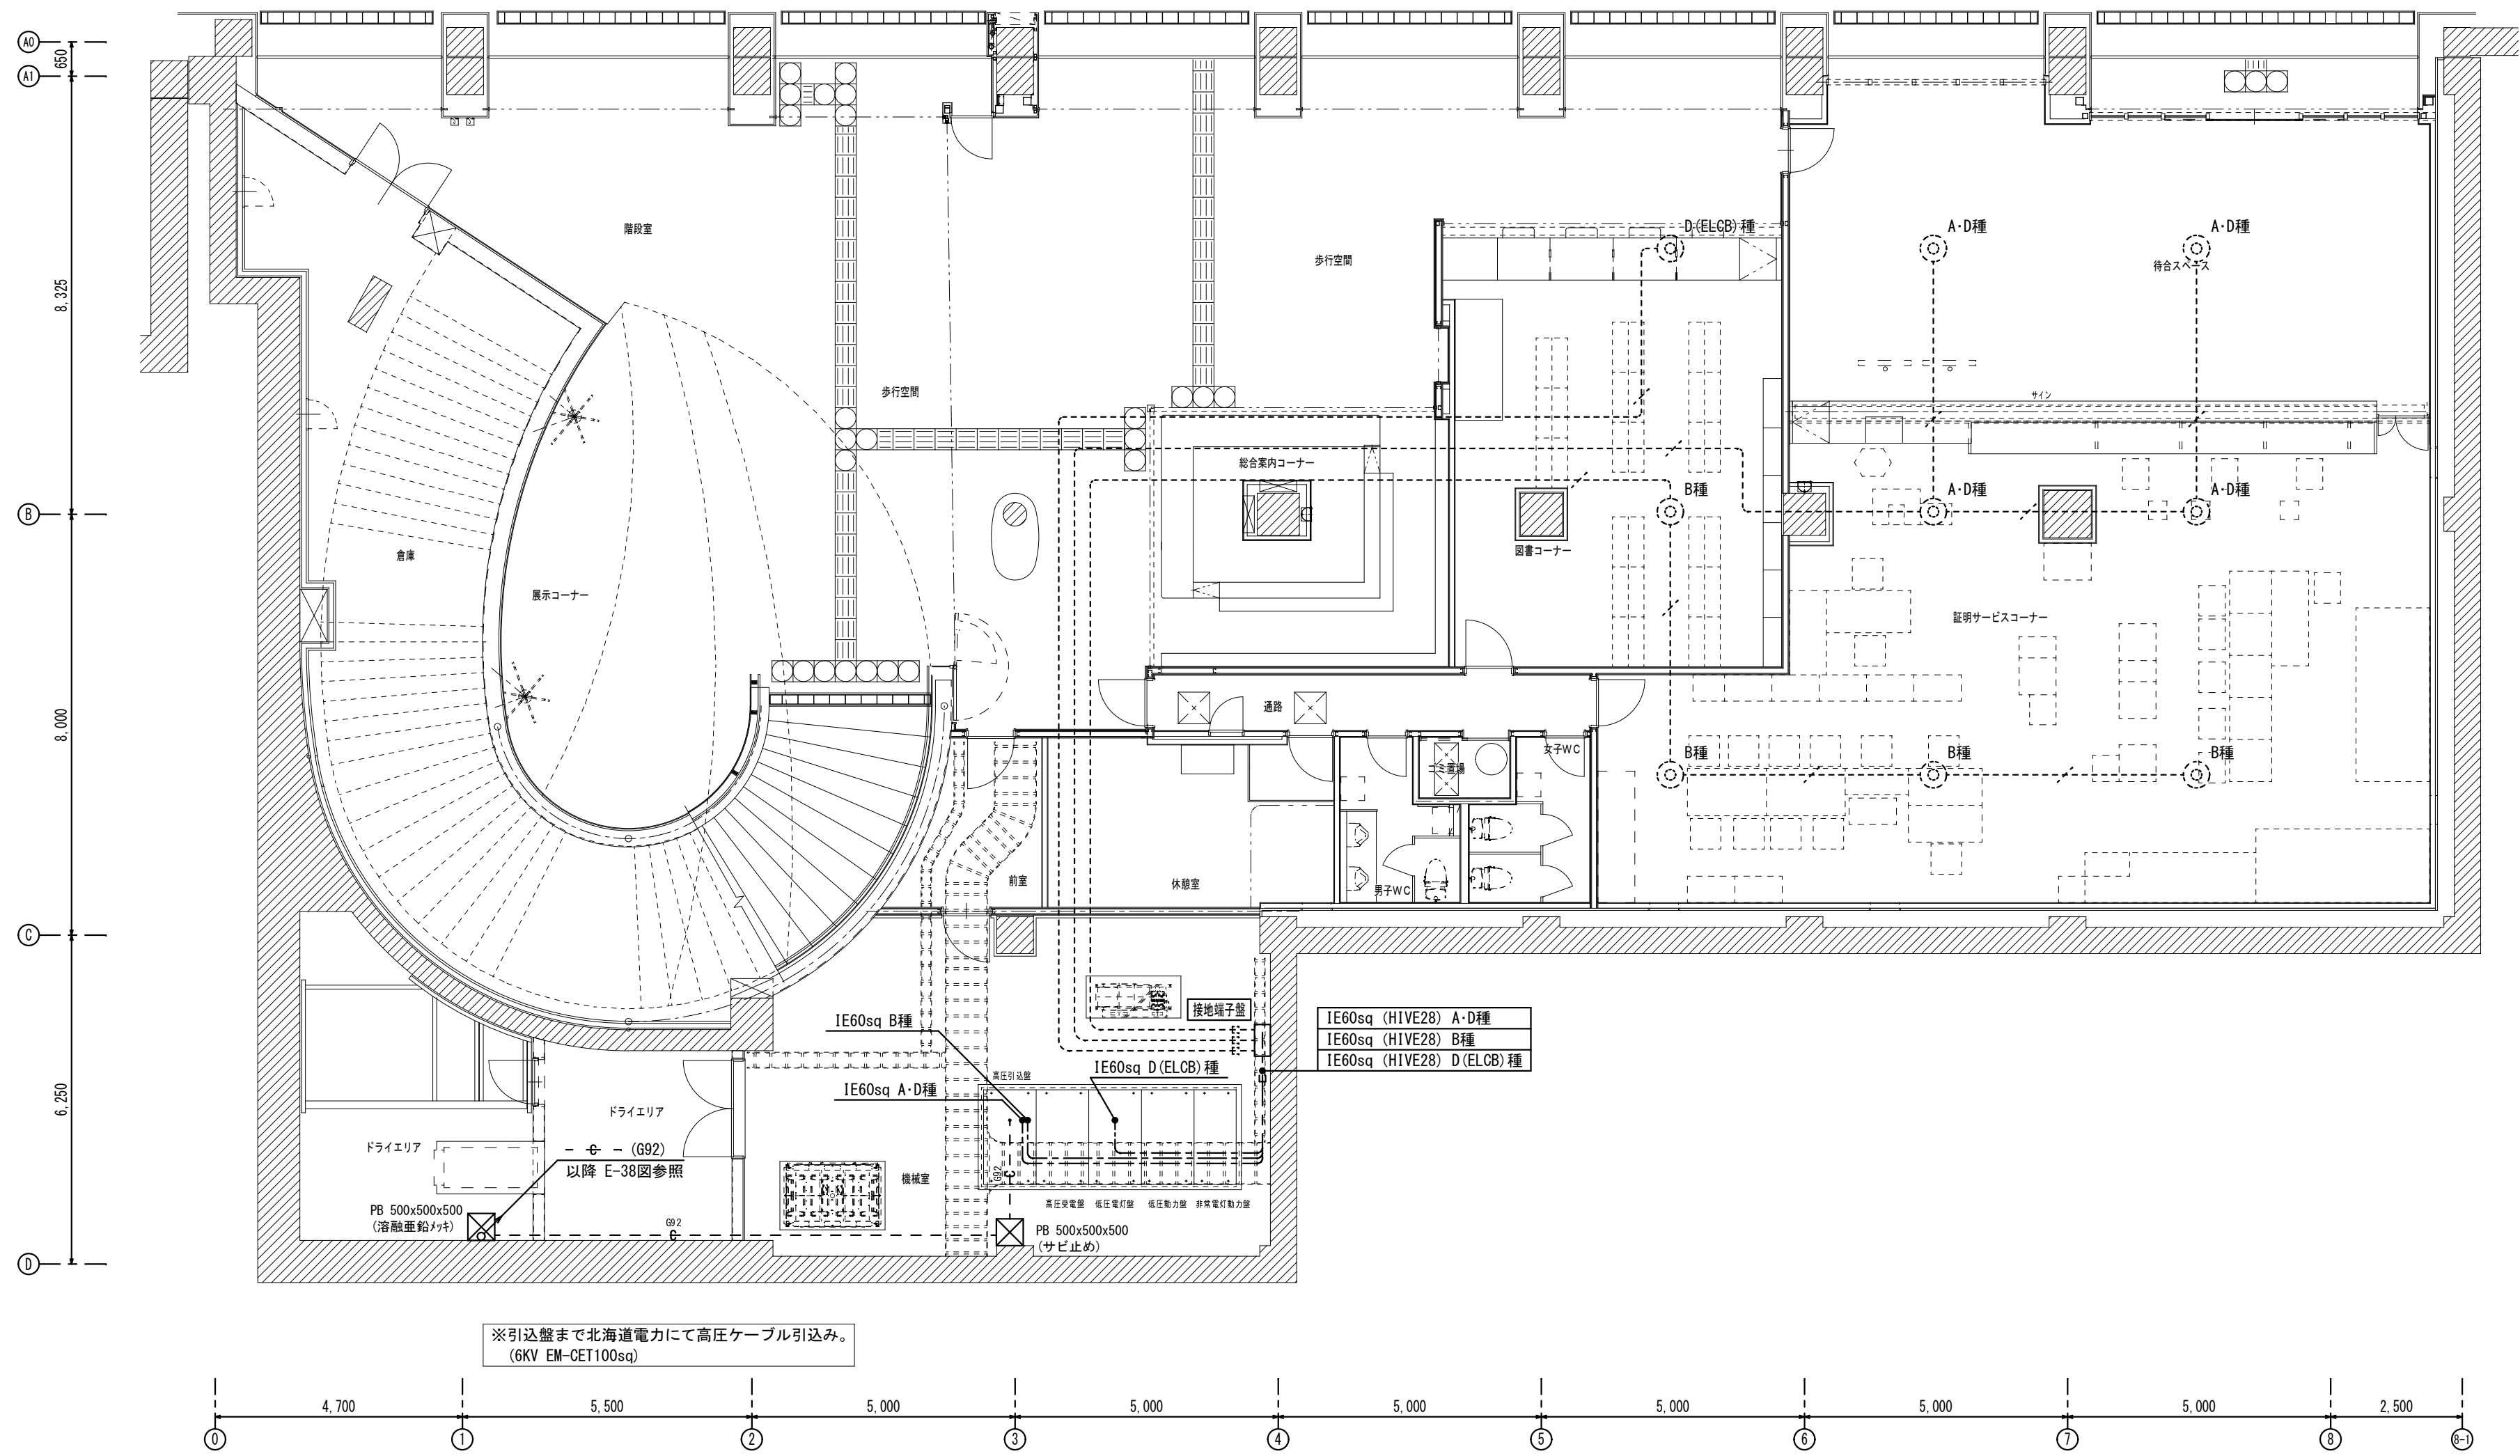 A0
650
A1
階段室
D(ELCB)種
A・D種
A・D種
歩行空間
待合スペース
8,325
歩行空間
サイン
総合案内コーナー
B種
A・D種
A・D種
B
図書コーナー
倉庫
展示コーナー
証明サービスコーナー
通路
8,000
女子WC
B種
B種
B種
ゴミ置場
前室
休憩室
男子WC
C
接地端子盤
IE60sq (HIVE28) A・D種
IE60sq (HIVE28) B種
IE60sq (HIVE28) D(ELCB)種
IE60sq B種
IE60sq D(ELCB)種
高圧引込盤
IE60sq A・D種
6,250
ドライエリア
ドライエリア
C (G92)
以降 E-38図参照
機械室
G92
C
高圧受電盤 低圧電灯盤 低圧動力盤 非常電灯動力盤
PB 500x500x500
(溶融亜鉛ﾒｯｷ)
G92
C
PB 500x500x500
(サビ止め)
D
※引込盤まで北海道電力にて高圧ケーブル引込み。
(6KV EM-CET100sq)
4,700 5,500 5,000 5,000 5,000 5,000 5,000 5,000 2,500
0 1 2 3 4 5 6 7 8 8-1